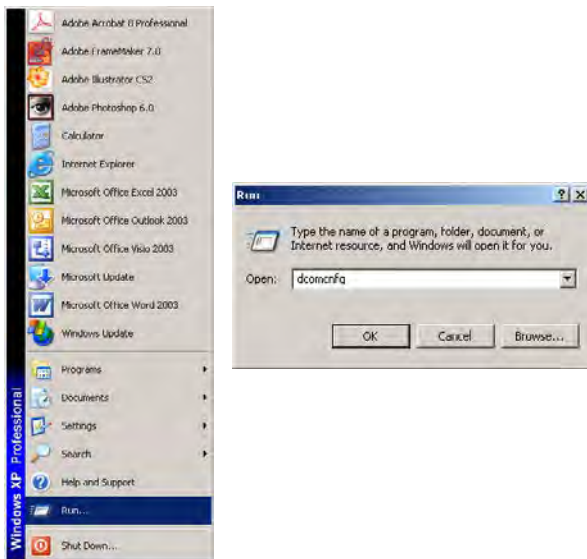 Adobe Acrobat 8 Professional
Adobe FrameMaker 7.0
Adobe Illustrator CS2
Adobe Photoshop 6.0
Calculator
Internet Explorer
Microsoft Office Excel 2003
Microsoft Office Outlook 2003
Microsoft Office Visio 2003
Microsoft Update
Microsoft Office Word 2003
Windows Update
Programs
Documents
Settings
Search
Help and Support
Run...
Shut Down...
Windows XP Professional
Run
Type the name of a program, folder, document, or
Internet resource, and Windows will open it for you.
Open: dcomcnfg
OK Cancel Browse...